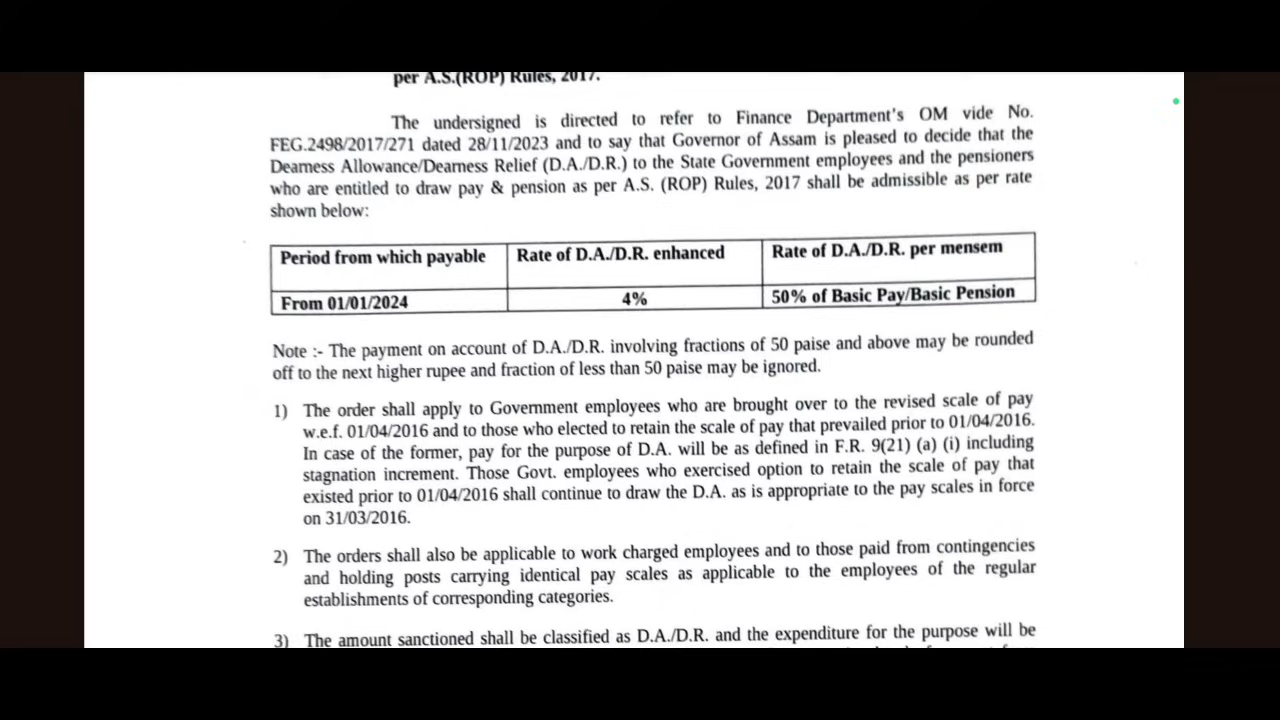 per A.S.(ROP) Rules, 2017.
The undersigned is directed to refer to Finance Department's OM vide No.
FEG.2498/2017/271 dated 28/11/2023 and to say that Governor of Assam is pleased to decide that the
Dearness Allowance/Dearness Relief (D.A./D.R.) to the State Government employees and the pensioners
who are entitled to draw pay & pension as per A.S. (ROP) Rules, 2017 shall be admissible as per rate
shown below:
Period from which payable Rate of D.A./D.R. enhanced Rate of D.A./D.R. per mensem
From 01/01/2024 4% 50% of Basic Pay/Basic Pension
Note :- The payment on account of D.A./D.R. involving fractions of 50 paise and above may be rounded
off to the next higher rupee and fraction of less than 50 paise may be ignored.
1) The order shall apply to Government employees who are brought over to the revised scale of pay
w.e.f. 01/04/2016 and to those who elected to retain the scale of pay that prevailed prior to 01/04/2016.
In case of the former, pay for the purpose of D.A. will be as defined in F.R. 9(21) (a) (i) including
stagnation increment. Those Govt. employees who exercised option to retain the scale of pay that
existed prior to 01/04/2016 shall continue to draw the D.A. as is appropriate to the pay scales in force
on 31/03/2016.
2) The orders shall also be applicable to work charged employees and to those paid from contingencies
and holding posts carrying identical pay scales as applicable to the employees of the regular
establishments of corresponding categories.
3) The amount sanctioned shall be classified as D.A./D.R. and the expenditure for the purpose will be